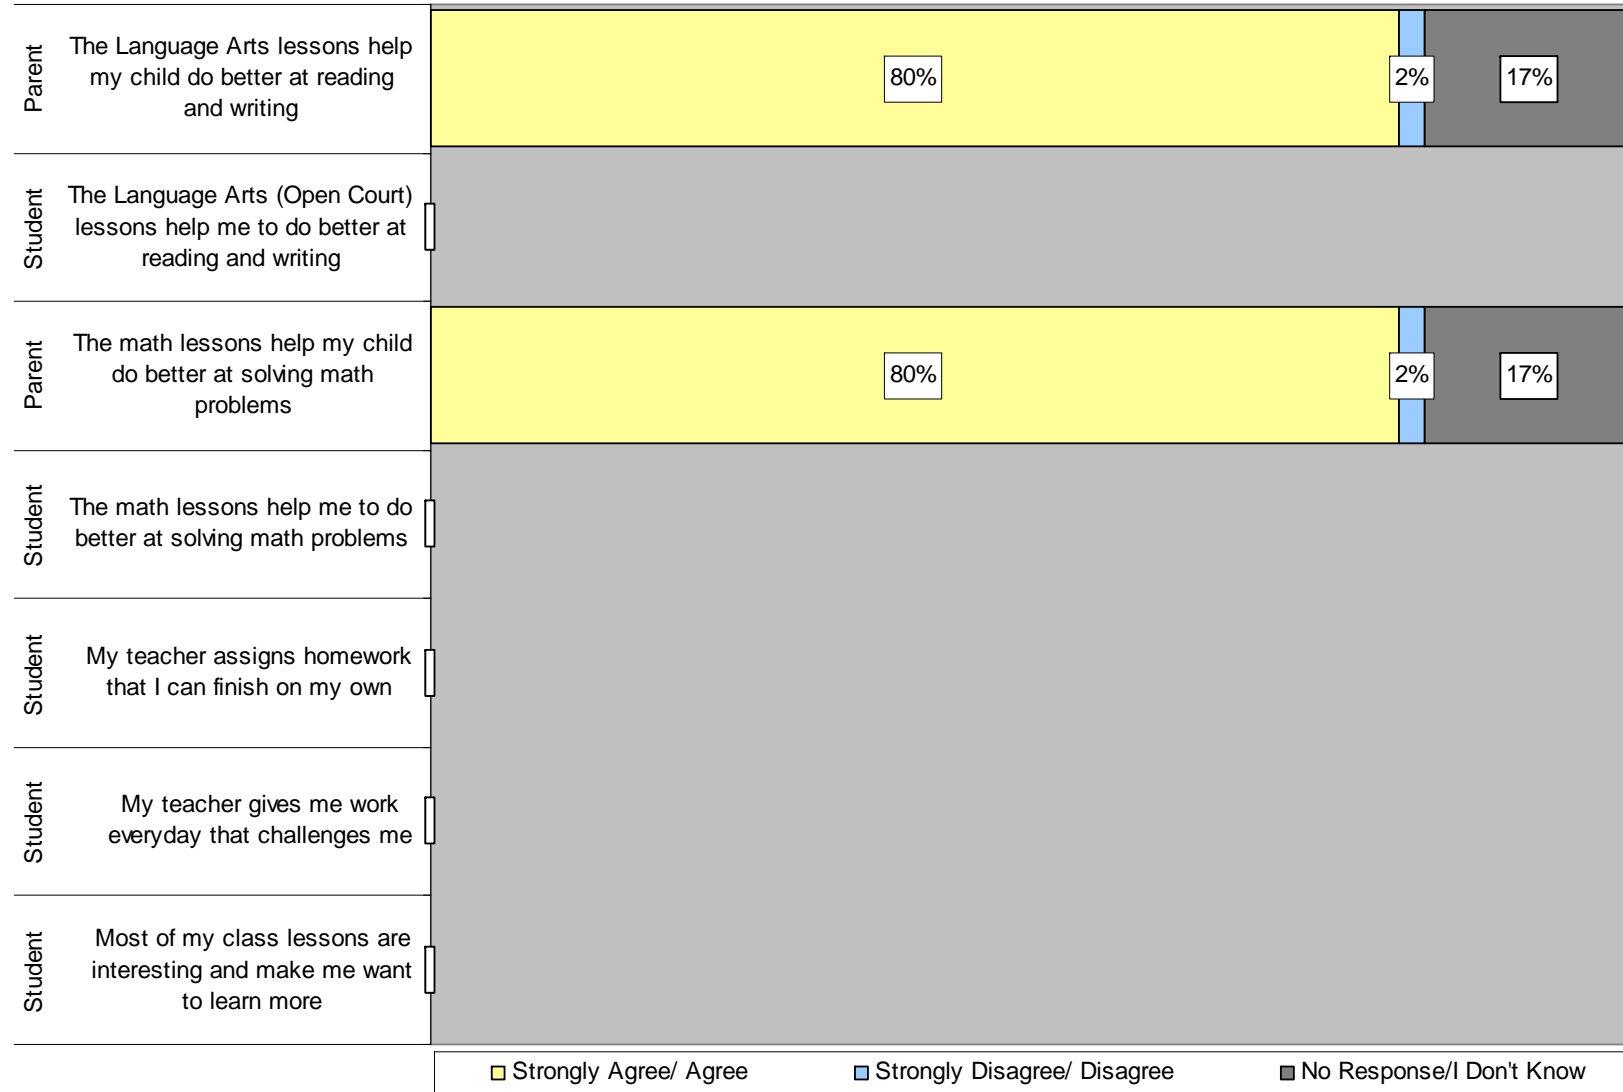 Parent
The Language Arts lessons help
my child do better at reading
and writing
80%
2%
17%
Student
The Language Arts (Open Court)
lessons help me to do better at
reading and writing
Parent
The math lessons help my child
do better at solving math
problems
80%
2%
17%
Student
The math lessons help me to do
better at solving math problems
Student
My teacher assigns homework
that I can finish on my own
Student
My teacher gives me work
everyday that challenges me
Student
Most of my class lessons are
interesting and make me want
to learn more
Strongly Agree/ Agree
Strongly Disagree/ Disagree
No Response/I Don't Know